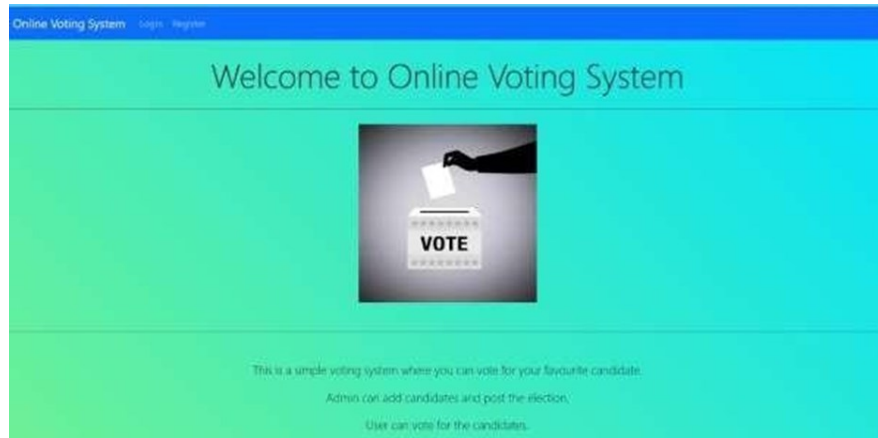 Online Voting System Login Register
Welcome to Online Voting System
VOTE
This is a simple voting system where you can vote for your favourite candidate.
Admin can add candidates and post the election.
User can vote for the candidates.